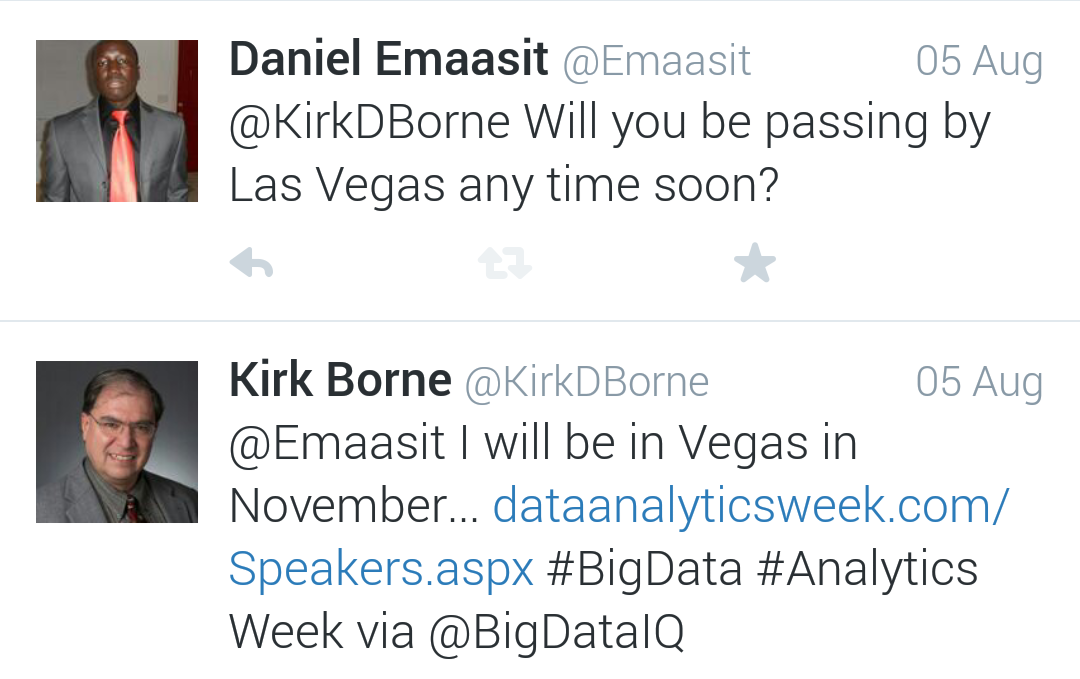 Daniel Emaasit @Emaasit 05 Aug
@KirkDBorne Will you be passing by
Las Vegas any time soon?
Kirk Borne @KirkDBorne 05 Aug
@Emaasit I will be in Vegas in
November... dataanalyticsweek.com/
Speakers.aspx #BigData #Analytics
Week via @BigDataIQ